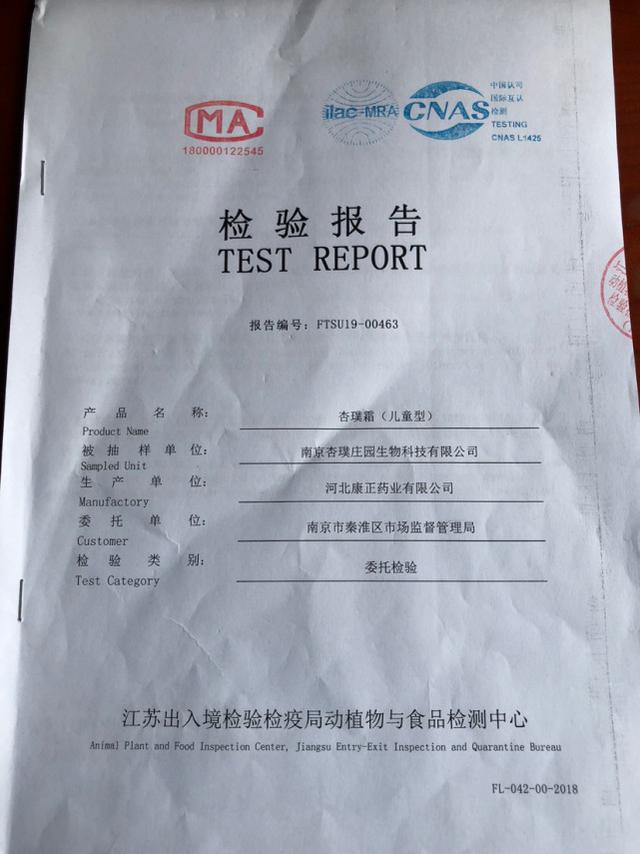 MA
180000122545
ilac-MRA
CNAS
中国认可
国际互认
检测
TESTING
CNAS L1425
检验报告
TEST REPORT
报告编号：FTSU19-00463
产品名称： 杏璞霜（儿童型）
Product Name
被抽样单位： 南京杏璞庄园生物科技有限公司
Sampled Unit
生产单位： 河北康正药业有限公司
Manufactory
委托单位： 南京市秦淮区市场监督管理局
Customer
检验类别： 委托检验
Test Category
江苏出入境检验检疫局动植物与食品检测中心
Animal Plant and Food Inspection Center, Jiangsu Entry-Exit Inspection and Quarantine Bureau
FL-042-00-2018